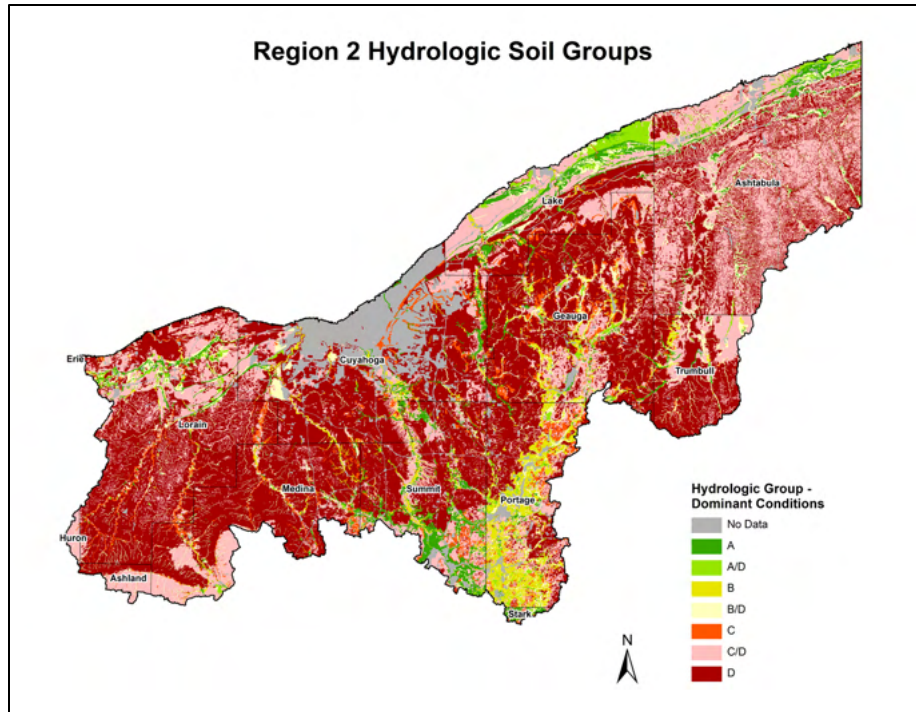 Region 2 Hydrologic Soil Groups
Ashtabula
Lake
Geauga
Erie
Cuyahoga
Trumbull
Lorain
Medina
Summit
Portage
Huron
Ashland
Stark
Hydrologic Group -
Dominant Conditions
No Data
A
A/D
B
B/D
C
C/D
D
N